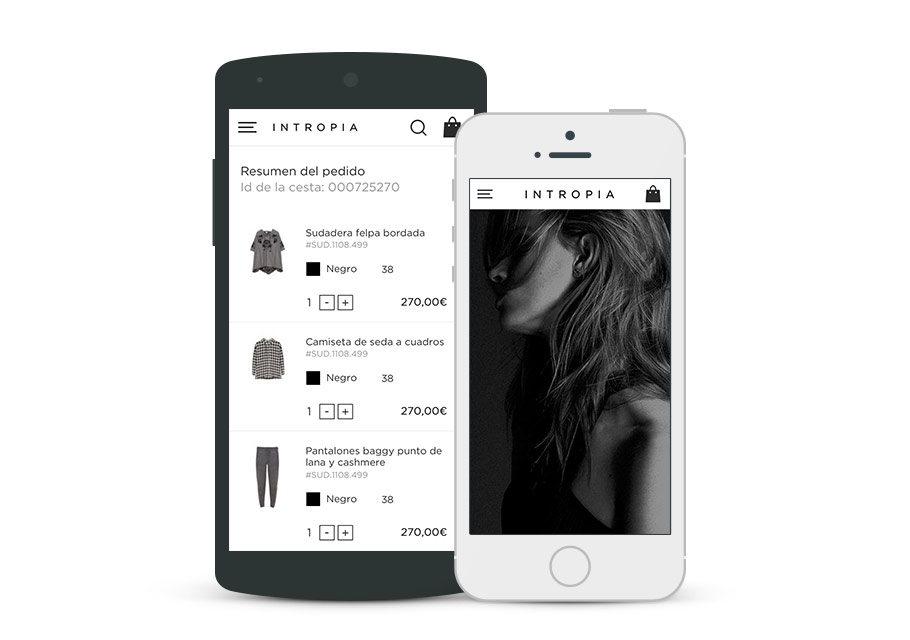 INTROPIA
Resumen del pedido
Id de la cesta: 000725270
Sudadera felpa bordada
#SUD.1108.499
Negro 38
1 - + 270,00€
Camiseta de seda a cuadros
#SUD.1108.499
Negro 38
1 - + 270,00€
Pantalones baggy punto de
lana y cashmere
#SUD.1108.499
Negro 38
1 - + 270,00€
INTROPIA